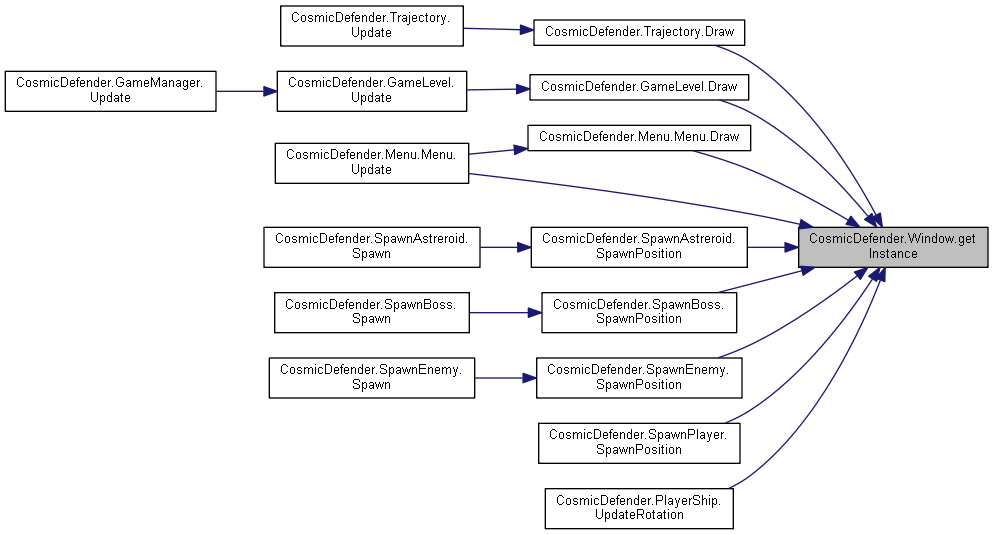 CosmicDefender.Trajectory.
Update
CosmicDefender.Trajectory.Draw
CosmicDefender.GameManager.
Update
CosmicDefender.GameLevel.
Update
CosmicDefender.GameLevel.Draw
CosmicDefender.Menu.Menu.
Update
CosmicDefender.Menu.Menu.Draw
CosmicDefender.Window.get
Instance
CosmicDefender.SpawnAstreroid.
Spawn
CosmicDefender.SpawnAstreroid.
SpawnPosition
CosmicDefender.SpawnBoss.
Spawn
CosmicDefender.SpawnBoss.
SpawnPosition
CosmicDefender.SpawnEnemy.
Spawn
CosmicDefender.SpawnEnemy.
SpawnPosition
CosmicDefender.SpawnPlayer.
SpawnPosition
CosmicDefender.PlayerShip.
UpdateRotation